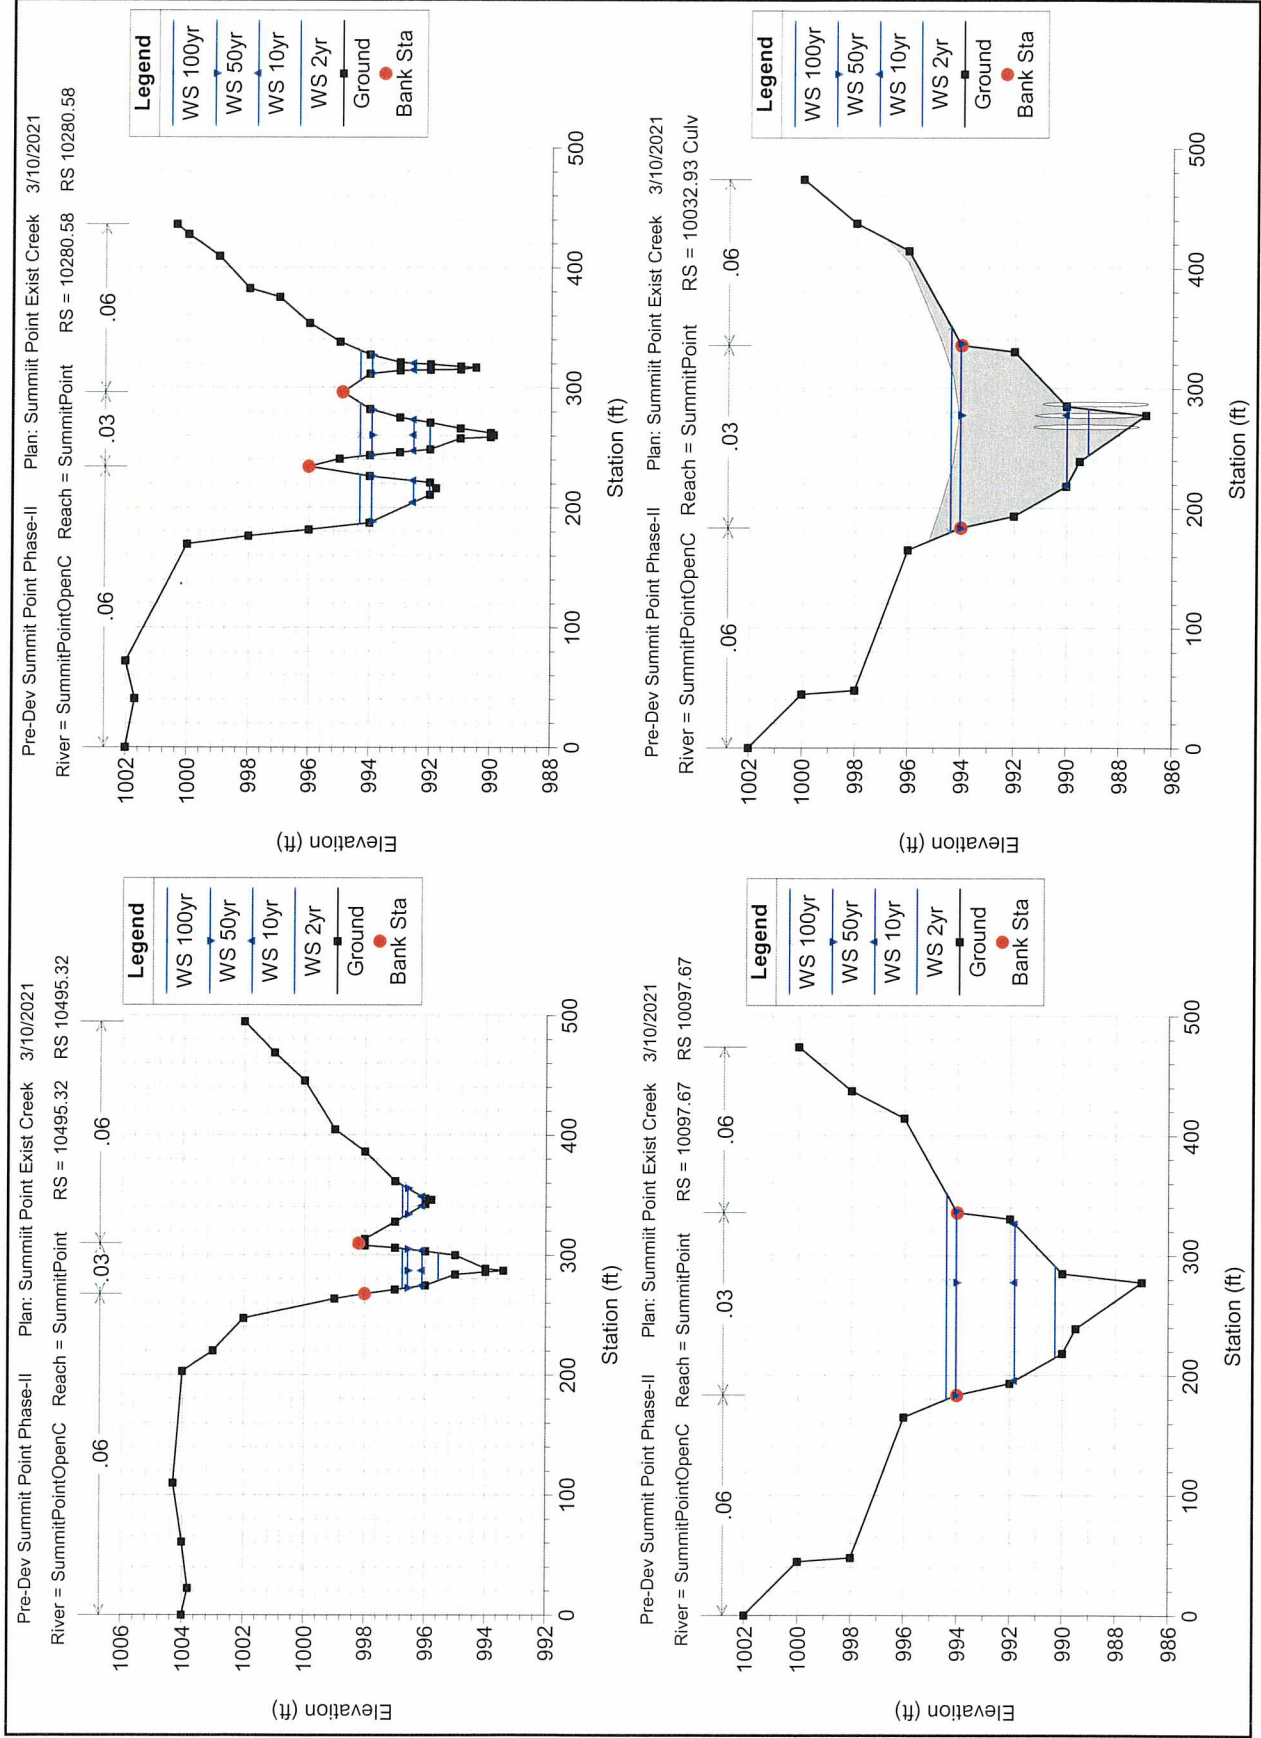 Pre-Dev Summit Point Phase-II Plan: Summiit Point Exist Creek 3/10/2021
River = SummitPointOpenC Reach = SummitPoint RS = 10495.32 RS 10495.32
.06
.03
.06
Legend
WS 100yr
WS 50yr
WS 10yr
WS 2yr
Ground
Bank Sta
1006
1004
1002
1000
998
996
994
992
0
100
200
300
400
500
Elevation (ft)
Station (ft)
Pre-Dev Summit Point Phase-II Plan: Summiit Point Exist Creek 3/10/2021
River = SummitPointOpenC Reach = SummitPoint RS = 10280.58 RS 10280.58
.06
.03
.06
Legend
WS 100yr
WS 50yr
WS 10yr
WS 2yr
Ground
Bank Sta
1002
1000
998
996
994
992
990
988
0
100
200
300
400
500
Elevation (ft)
Station (ft)
Pre-Dev Summit Point Phase-II Plan: Summiit Point Exist Creek 3/10/2021
River = SummitPointOpenC Reach = SummitPoint RS = 10097.67 RS 10097.67
.06
.03
.06
Legend
WS 100yr
WS 50yr
WS 10yr
WS 2yr
Ground
Bank Sta
1002
1000
998
996
994
992
990
988
986
0
100
200
300
400
500
Elevation (ft)
Station (ft)
Pre-Dev Summit Point Phase-II Plan: Summiit Point Exist Creek 3/10/2021
River = SummitPointOpenC Reach = SummitPoint RS = 10032.93 Culv
.06
.03
.06
Legend
WS 100yr
WS 50yr
WS 10yr
WS 2yr
Ground
Bank Sta
1002
1000
998
996
994
992
990
988
986
0
100
200
300
400
500
Elevation (ft)
Station (ft)